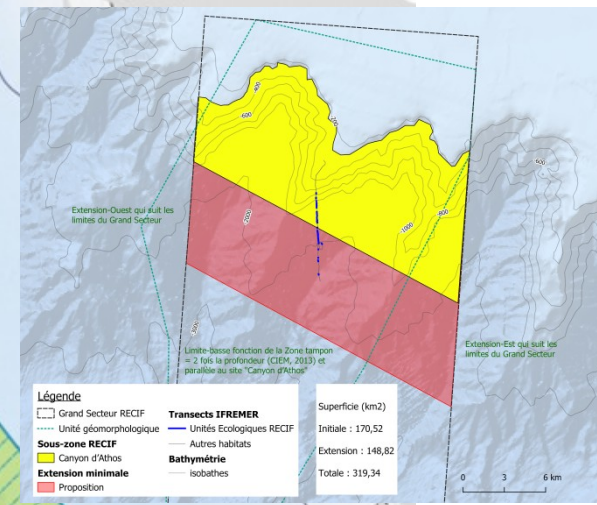 -400
-600
-200
-600
Extension-Ouest qui suit les
limites du Grand Secteur
-800
-1000
Limite-basse fonction de la Zone tampon
= 2 fois la profondeur (CIEM, 2013) et
parallèle au site "Canyon d'Athos"
Extension-Est qui suit les
limites du Grand Secteur
Légende
Grand Secteur RECIF
Unité géomorphologique
Sous-zone RECIF
Canyon d'Athos
Extension minimale
Proposition
Transects IFREMER
Unités Ecologiques RECIF
Autres habitats
Bathymétrie
isobathes
Superficie (km2)
Initiale : 170,52
Extension : 148,82
Totale : 319,34
0 3 6 km